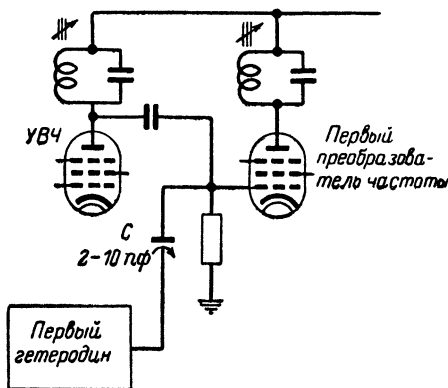 УВЧ
Первый
преобразова-
тель частоты
С
2-10 пф
Первый
гетеродин